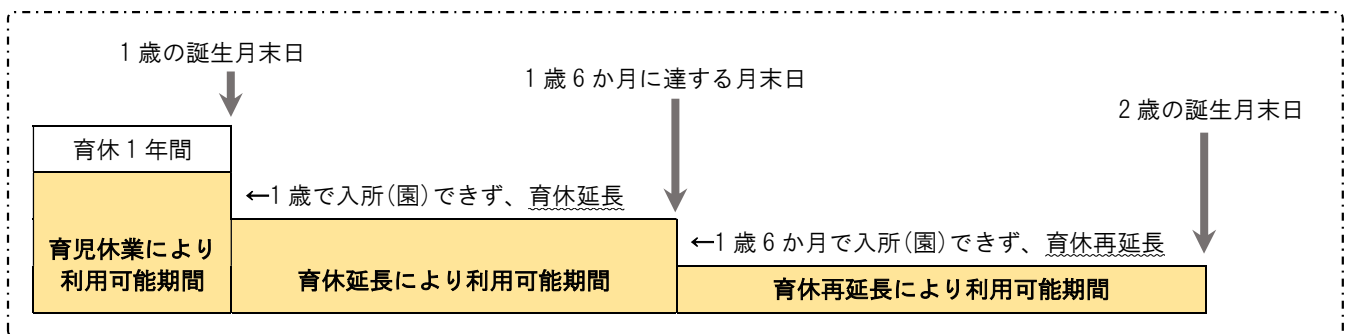 1歳の誕生月末日
1歳6か月に達する月末日
2歳の誕生月末日
育休1年間
←1歳で入所(園)できず、育休延長
←1歳6か月で入所(園)できず、育休再延長
育児休業により
利用可能期間
育休延長により利用可能期間
育休再延長により利用可能期間